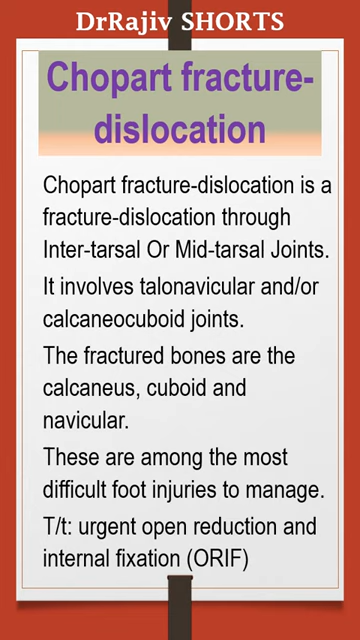 DrRajiv SHORTS
Chopart fracture-
dislocation
Chopart fracture-dislocation is a
fracture-dislocation through
Inter-tarsal Or Mid-tarsal Joints.
It involves talonavicular and/or
calcaneocuboid joints.
The fractured bones are the
calcaneus, cuboid and
navicular.
These are among the most
difficult foot injuries to manage.
T/t: urgent open reduction and
internal fixation (ORIF)